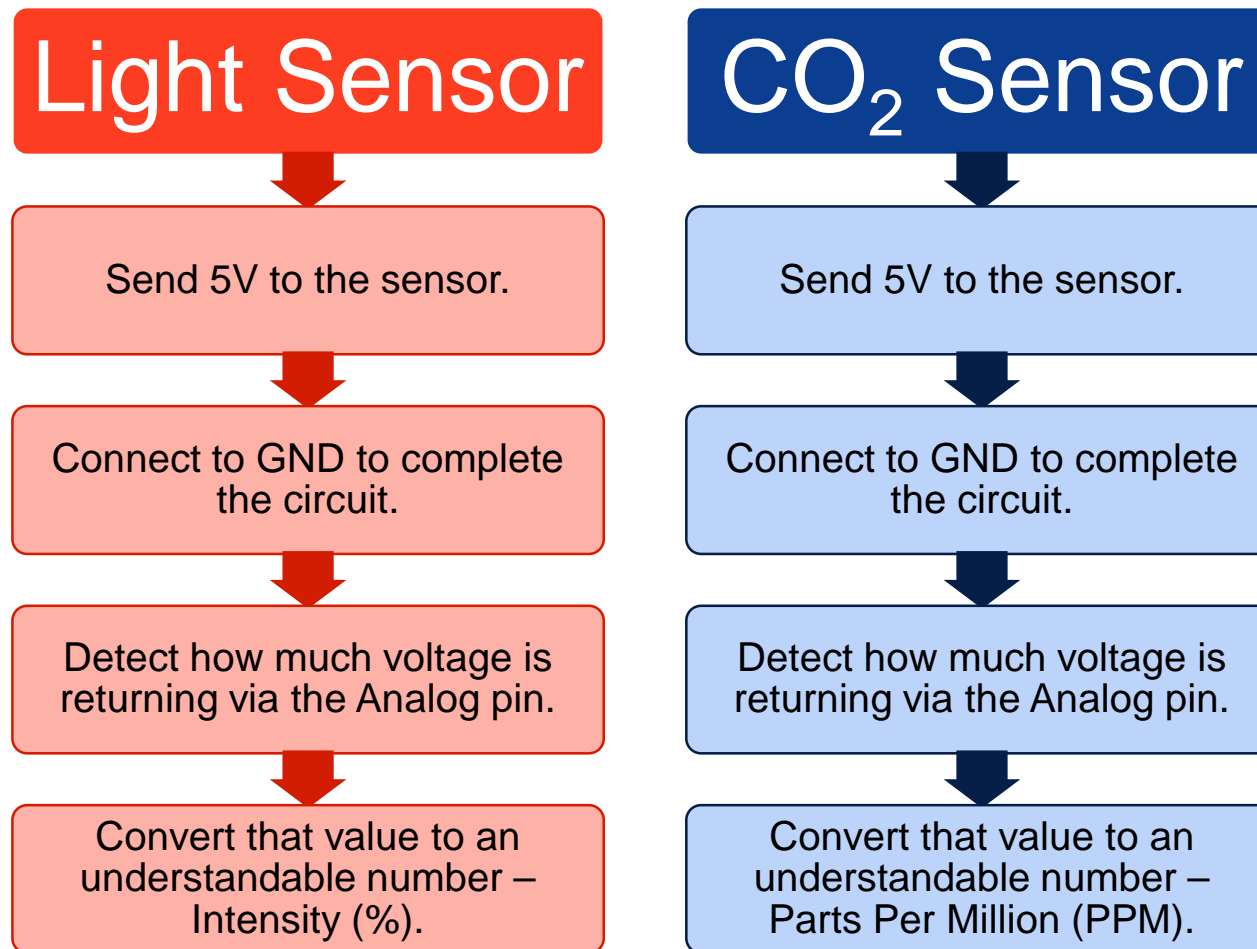 Light Sensor
Send 5V to the sensor.
Connect to GND to complete
the circuit.
Detect how much voltage is
returning via the Analog pin.
Convert that value to an
understandable number –
Intensity (%).
CO₂ Sensor
Send 5V to the sensor.
Connect to GND to complete
the circuit.
Detect how much voltage is
returning via the Analog pin.
Convert that value to an
understandable number –
Parts Per Million (PPM).